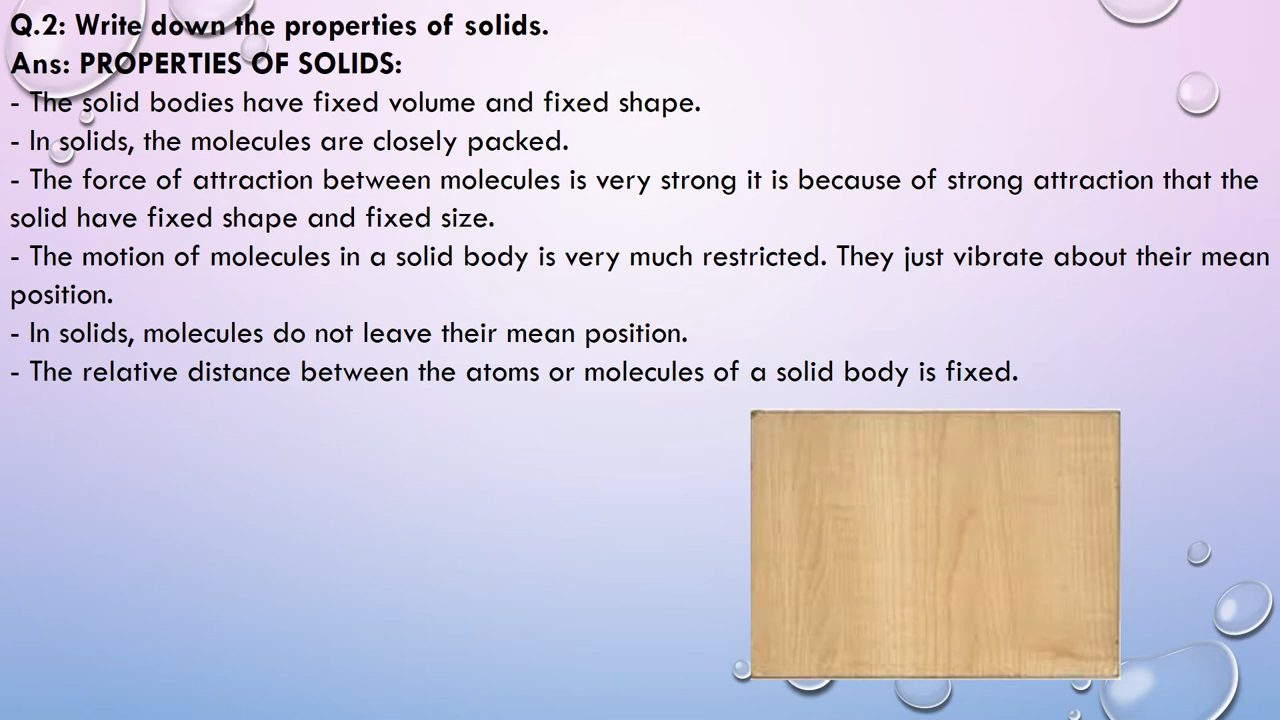 Q.2: Write down the properties of solids.
Ans: PROPERTIES OF SOLIDS:
- The solid bodies have fixed volume and fixed shape.
- In solids, the molecules are closely packed.
- The force of attraction between molecules is very strong it is because of strong attraction that the
solid have fixed shape and fixed size.
- The motion of molecules in a solid body is very much restricted. They just vibrate about their mean
position.
- In solids, molecules do not leave their mean position.
- The relative distance between the atoms or molecules of a solid body is fixed.